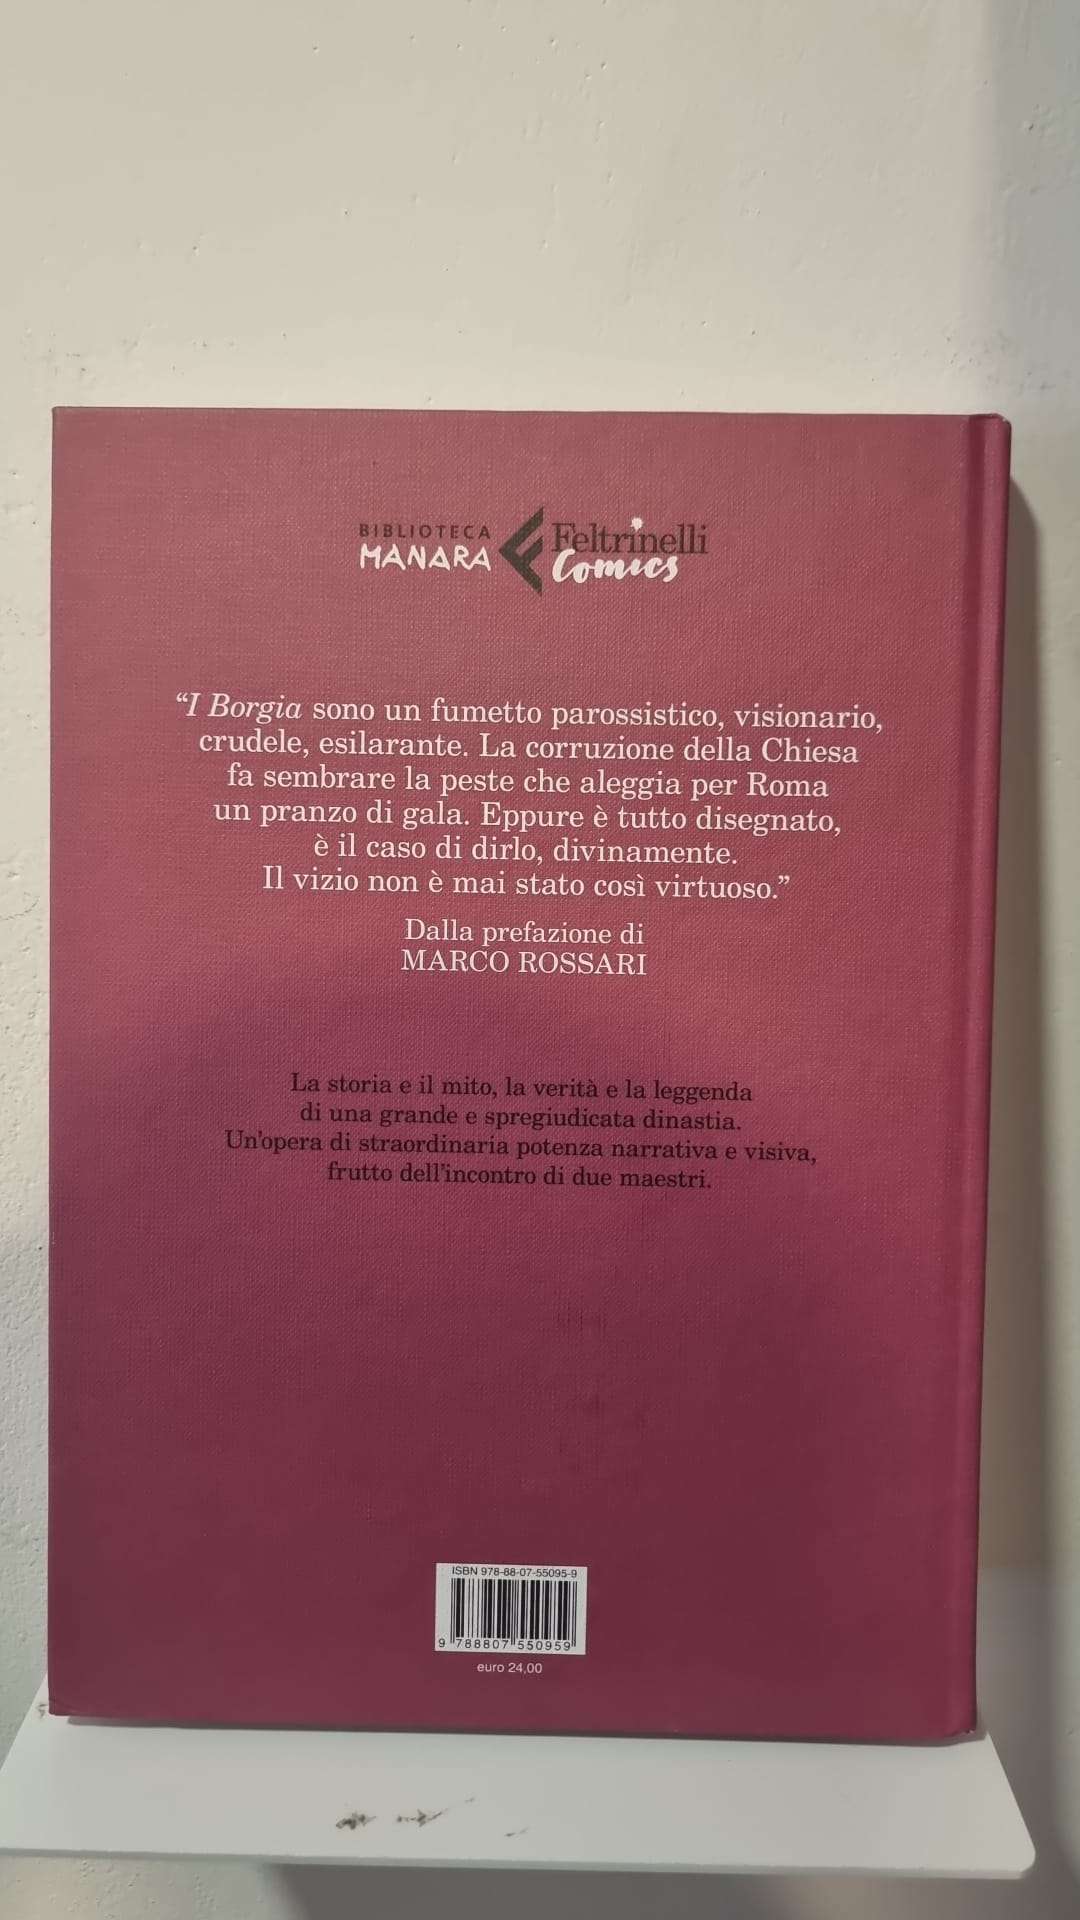 BIBLIOTECA
MANARA
Feltrinelli
Comics
“I Borgia sono un fumetto parossistico, visionario,
crudele, esilarante. La corruzione della Chiesa
fa sembrare la peste che aleggia per Roma
un pranzo di gala. Eppure è tutto disegnato,
è il caso di dirlo, divinamente.
Il vizio non è mai stato così virtuoso.”
Dalla prefazione di
MARCO ROSSARI
La storia e il mito, la verità e la leggenda
di una grande e spregiudicata dinastia.
Un’opera di straordinaria potenza narrativa e visiva,
frutto dell’incontro di due maestri.
ISBN 978-88-07-55095-9
9 788807 550959
euro 24,00